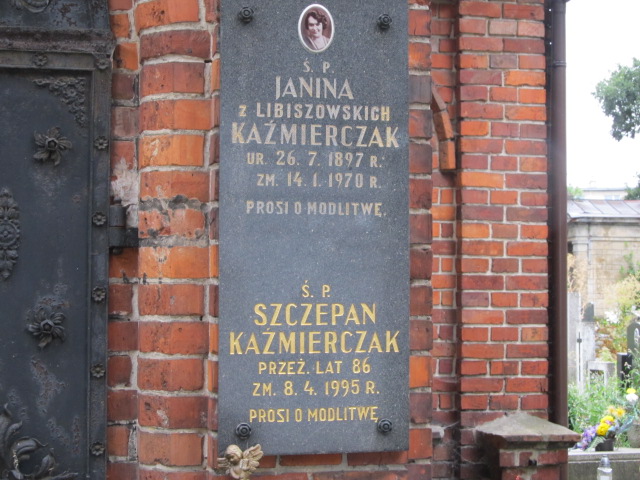 Ś. P.
JANINA
Z LIBISZOWSKICH
KAŹMIERCZAK
UR. 26. 7. 1897 R.
ZM. 14. 1. 1970 R.
PROSI O MODLITWĘ.
Ś. P.
SZCZEPAN
KAŹMIERCZAK
PRZEŻ. LAT 86
ZM. 8. 4. 1995 R.
PROSI O MODLITWĘ